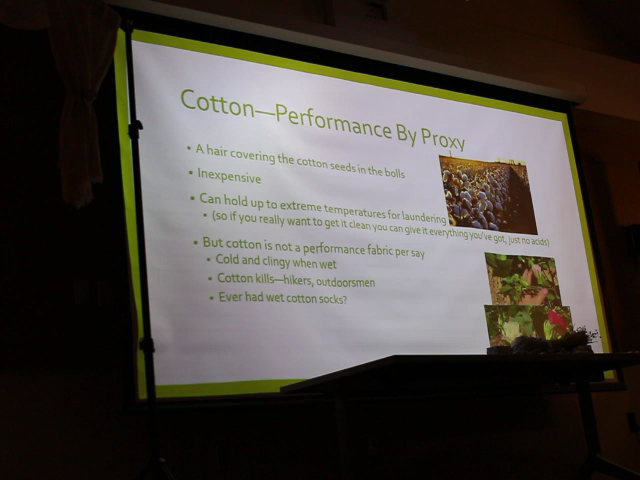 Cotton—Performance By Proxy
• A hair covering the cotton seeds in the bolls
• Inexpensive
• Can hold up to extreme temperatures for laundering
• (so if you really want to get it clean you can give it everything you've got, just no acids)
• But cotton is not a performance fabric per say
• Cold and clingy when wet
• Cotton kills—hikers, outdoorsmen
• Ever had wet cotton socks?